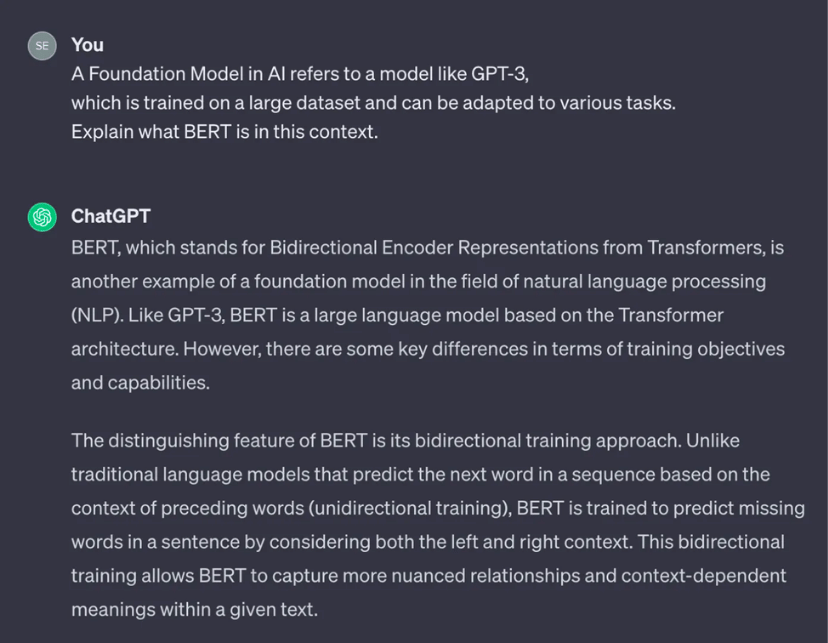 SE
You
A Foundation Model in AI refers to a model like GPT-3,
which is trained on a large dataset and can be adapted to various tasks.
Explain what BERT is in this context.
ChatGPT
BERT, which stands for Bidirectional Encoder Representations from Transformers, is
another example of a foundation model in the field of natural language processing
(NLP). Like GPT-3, BERT is a large language model based on the Transformer
architecture. However, there are some key differences in terms of training objectives
and capabilities.
The distinguishing feature of BERT is its bidirectional training approach. Unlike
traditional language models that predict the next word in a sequence based on the
context of preceding words (unidirectional training), BERT is trained to predict missing
words in a sentence by considering both the left and right context. This bidirectional
training allows BERT to capture more nuanced relationships and context-dependent
meanings within a given text.